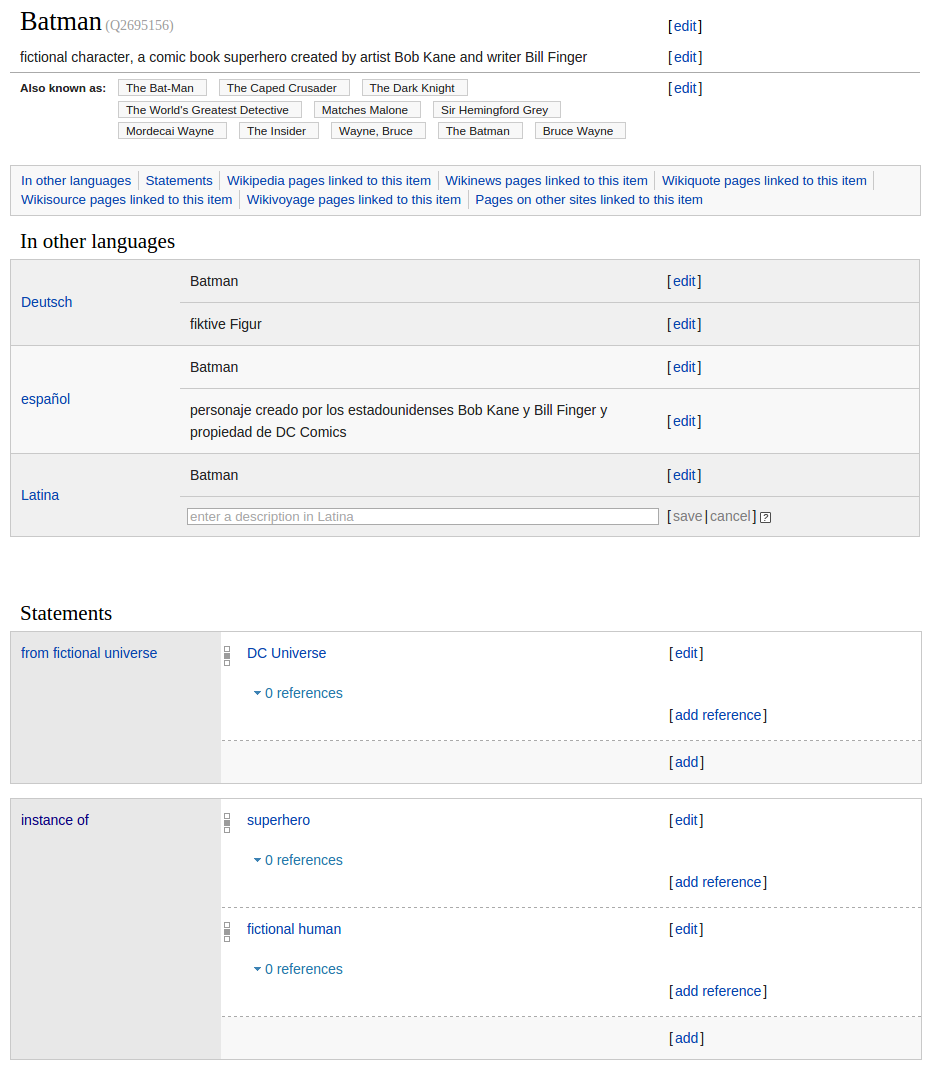 Batman (Q2695156) [edit]
fictional character, a comic book superhero created by artist Bob Kane and writer Bill Finger [edit]
Also known as: The Bat-Man The Caped Crusader The Dark Knight [edit]
The World's Greatest Detective Matches Malone Sir Hemingford Grey
Mordecai Wayne The Insider Wayne, Bruce The Batman Bruce Wayne
In other languages Statements Wikipedia pages linked to this item Wikinews pages linked to this item Wikiquote pages linked to this item
Wikisource pages linked to this item Wikivoyage pages linked to this item Pages on other sites linked to this item
In other languages
Deutsch
Batman [edit]
fiktive Figur [edit]
español
Batman [edit]
personaje creado por los estadounidenses Bob Kane y Bill Finger y
propiedad de DC Comics [edit]
Latina
Batman [edit]
enter a description in Latina [save|cancel] ?
Statements
from fictional universe DC Universe [edit]
0 references
[add reference]
[add]
instance of superhero [edit]
0 references
[add reference]
fictional human [edit]
0 references
[add reference]
[add]